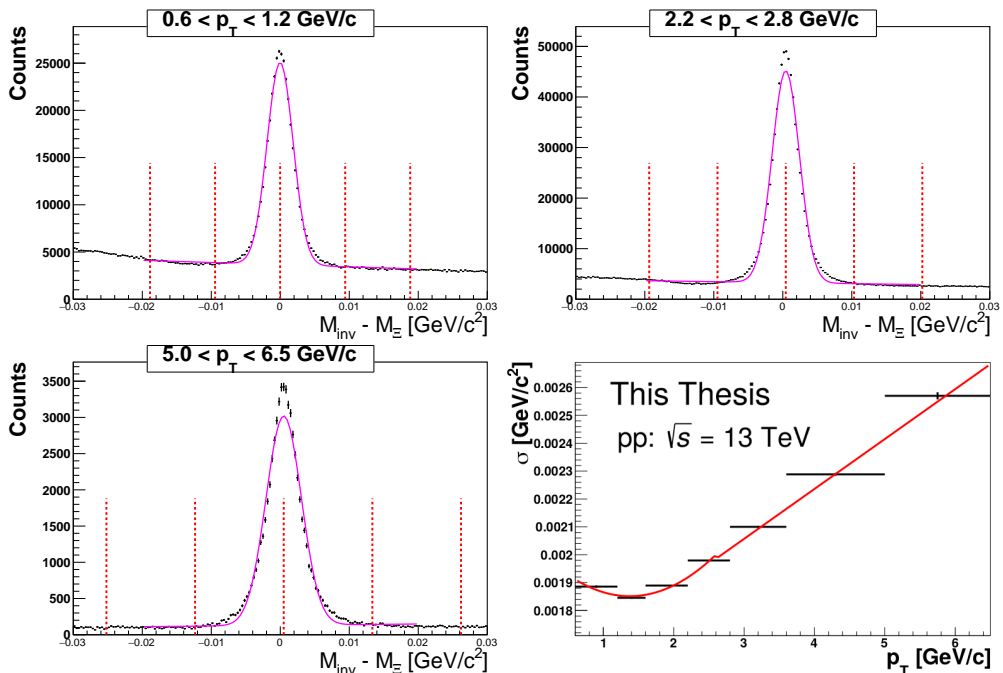 0.6 < p_T < 1.2 GeV/c
Counts
25000
20000
15000
10000
5000
0
−0.03 −0.02 −0.01 0 0.01 0.02 0.03
M_inv - M_Ξ [GeV/c²]
2.2 < p_T < 2.8 GeV/c
Counts
50000
40000
30000
20000
10000
0
−0.03 −0.02 −0.01 0 0.01 0.02 0.03
M_inv - M_Ξ [GeV/c²]
5.0 < p_T < 6.5 GeV/c
Counts
3500
3000
2500
2000
1500
1000
500
0
−0.03 −0.02 −0.01 0 0.01 0.02 0.03
M_inv - M_Ξ [GeV/c²]
σ [GeV/c²]
0.0026
0.0025
0.0024
0.0023
0.0022
0.0021
0.002
0.0019
0.0018
This Thesis
pp: √s = 13 TeV
1 2 3 4 5 6
p_T [GeV/c]